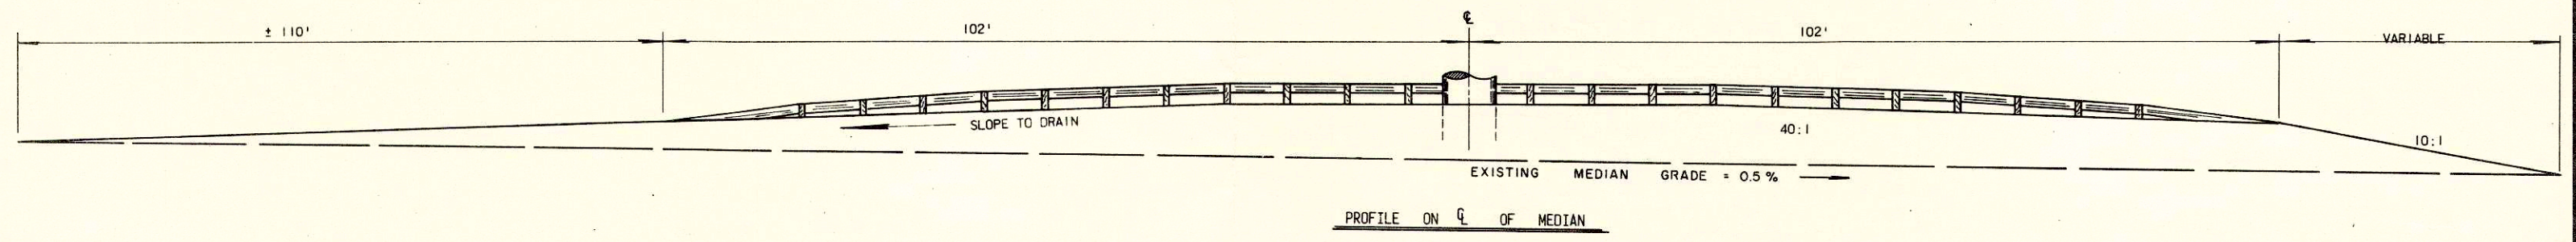 ℄
± 110'
102'
102'
VARIABLE
SLOPE TO DRAIN
40:1
10:1
EXISTING MEDIAN GRADE = 0.5 %
PROFILE ON ℄ OF MEDIAN